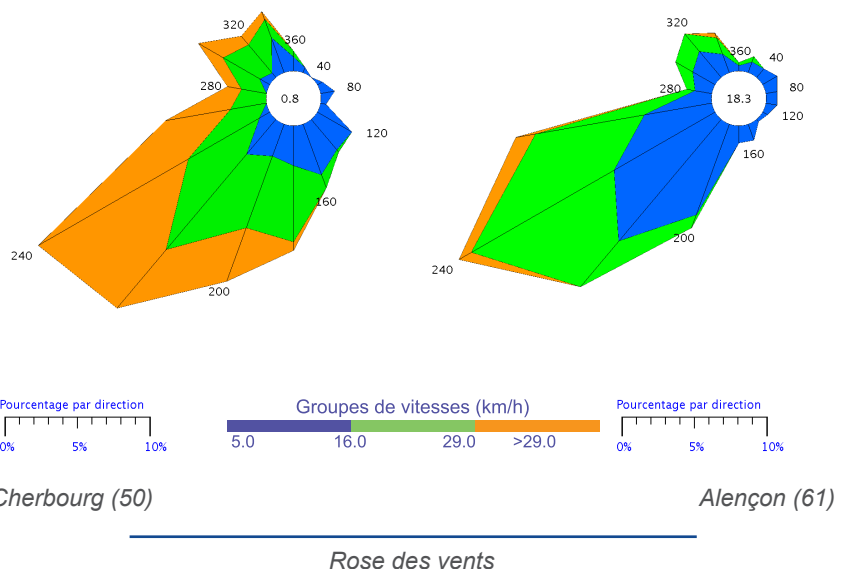 320
360
40
280
0.8
80
120
160
240
200
320
360
40
280
18.3
80
120
160
200
240
Pourcentage par direction
0% 5% 10%
Groupes de vitesses (km/h)
5.0 16.0 29.0 >29.0
Pourcentage par direction
0% 5% 10%
Cherbourg (50)
Alençon (61)
Rose des vents